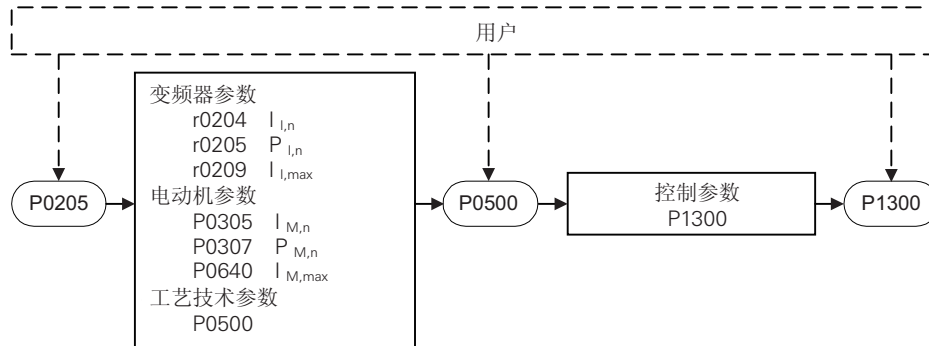 用户
变频器参数
r0204 I I,n
r0205 P I,n
r0209 I I,max
电动机参数
P0305 I M,n
P0307 P M,n
P0640 I M,max
工艺技术参数
P0500
P0205
P0500
控制参数
P1300
P1300